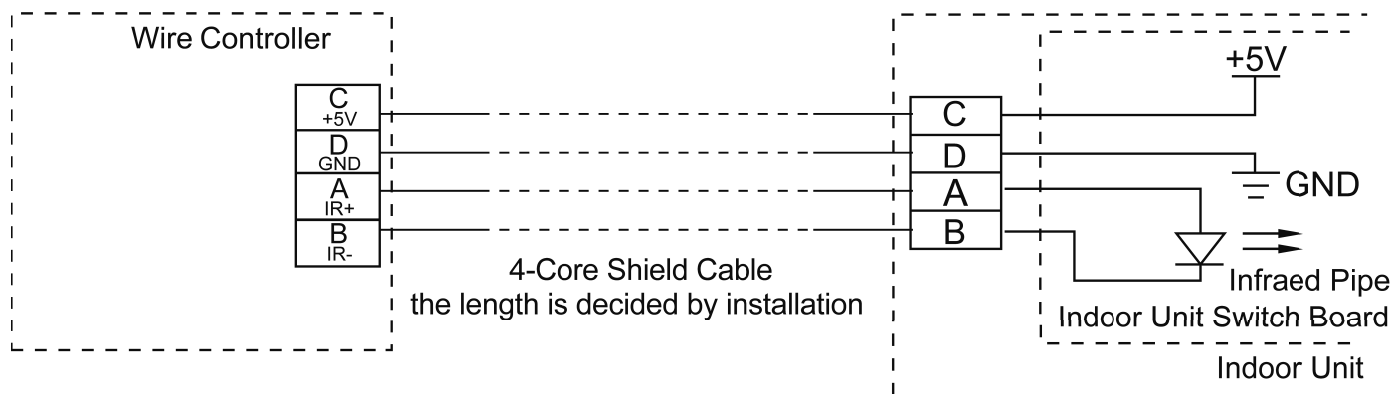 Wire Controller
C
+5V
D
GND
A
IR+
B
IR-
4-Core Shield Cable
the length is decided by installation
C
D
A
B
+5V
GND
Infraed Pipe
Indoor Unit Switch Board
Indoor Unit